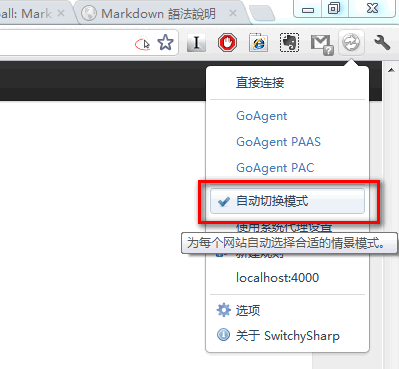 ball: Mark
Markdown 語法說明
直接连接
GoAgent
GoAgent PAAS
GoAgent PAC
自动切换模式
使用系统代理设置
为每个网站自动选择合适的情景模式。
新建规则
localhost:4000
选项
关于 SwitchySharp